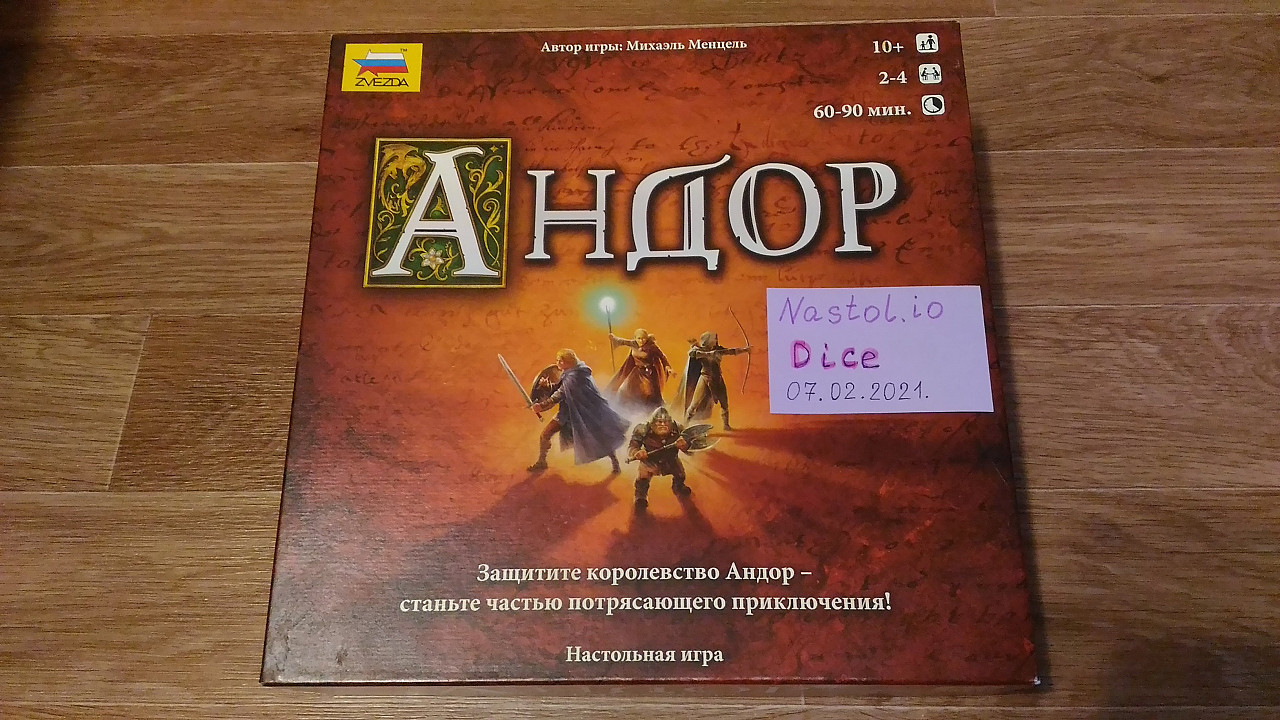 ZVEZDA
™
Автор игры: Михаэль Менцель
10+
2-4
60-90 мин.
Андор
Nastol.io
Dice
07.02.2021.
Защитите королевство Андор –
станьте частью потрясающего приключения!
Настольная игра